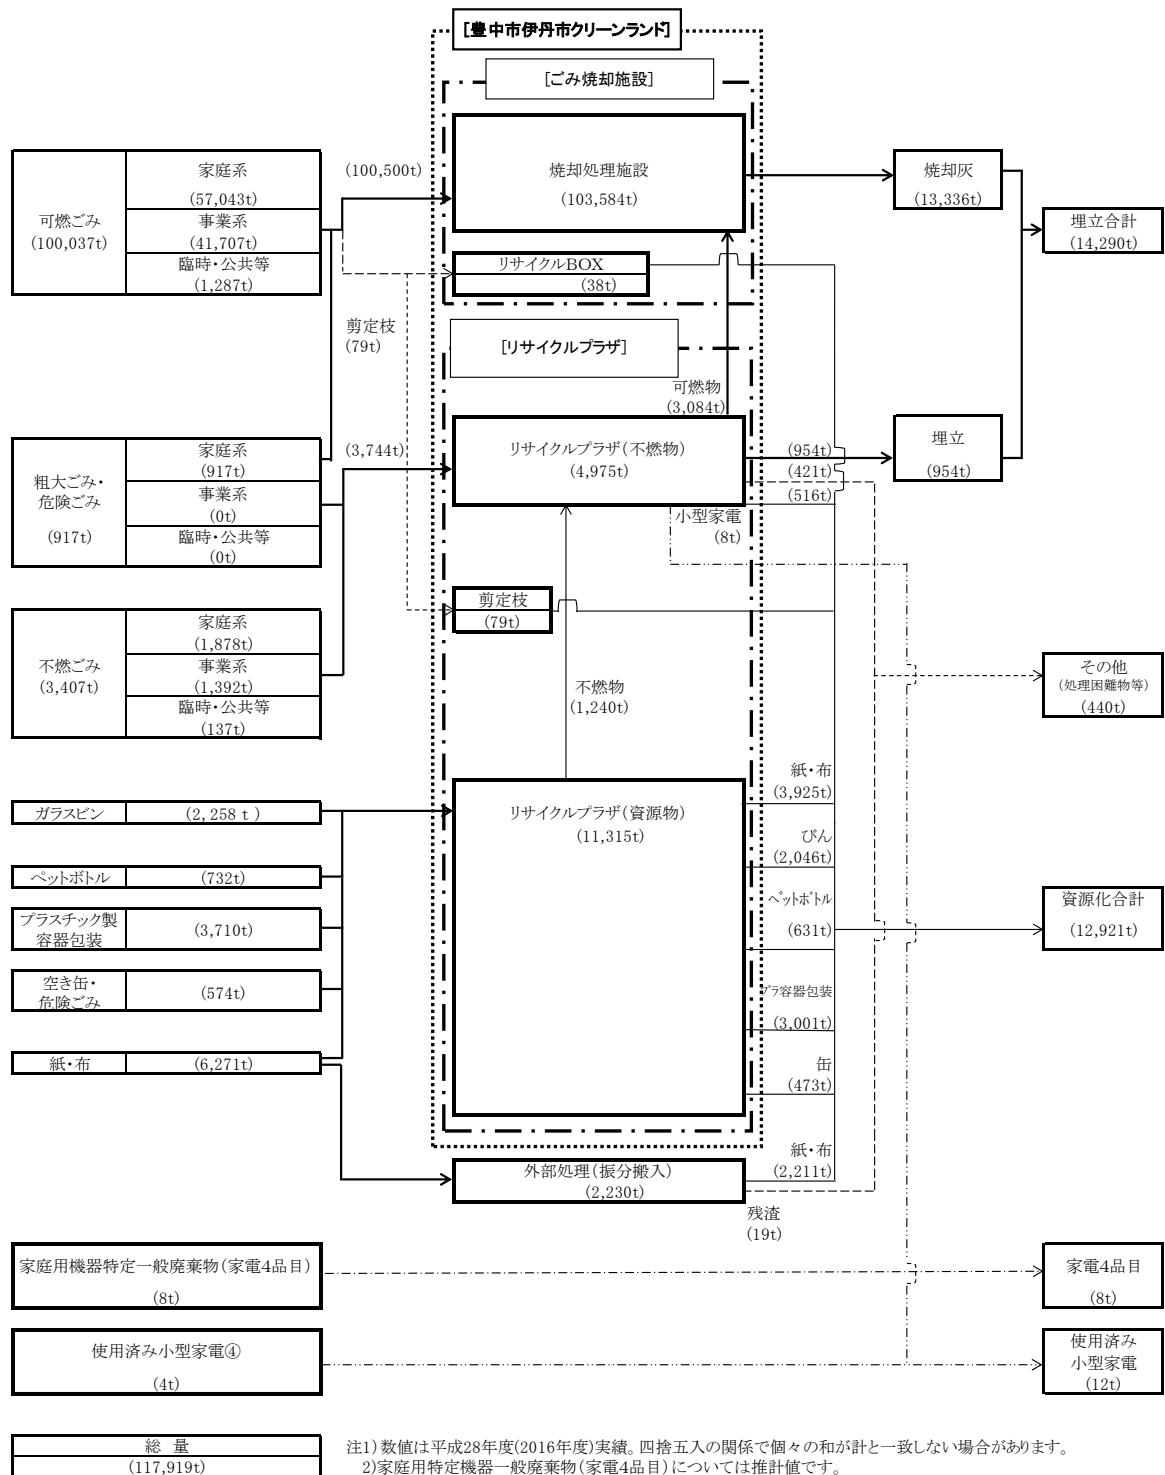 [豊中市伊丹市クリーンランド]
[ごみ焼却施設]
焼却処理施設
(103,584t)
リサイクルBOX
(38t)
(100,500t)
可燃ごみ
(100,037t)
家庭系
(57,043t)
事業系
(41,707t)
臨時・公共等
(1,287t)
焼却灰
(13,336t)
埋立合計
(14,290t)
剪定枝
(79t)
[リサイクルプラザ]
可燃物
(3,084t)
粗大ごみ・
危険ごみ
(917t)
家庭系
(917t)
事業系
(0t)
臨時・公共等
(0t)
(3,744t)
リサイクルプラザ(不燃物)
(4,975t)
(954t)
(421t)
(516t)
埋立
(954t)
小型家電
(8t)
剪定枝
(79t)
不燃ごみ
(3,407t)
家庭系
(1,878t)
事業系
(1,392t)
臨時・公共等
(137t)
不燃物
(1,240t)
その他
(処理困難物等)
(440t)
ガラスビン
(2,258ｔ)
ペットボトル
(732t)
プラスチック製
容器包装
(3,710t)
空き缶・
危険ごみ
(574t)
紙・布
(6,271t)
リサイクルプラザ(資源物)
(11,315t)
紙・布
(3,925t)
びん
(2,046t)
ペットボトル
(631t)
プラ容器包装
(3,001t)
缶
(473t)
資源化合計
(12,921t)
外部処理(振分搬入)
(2,230t)
紙・布
(2,211t)
残渣
(19t)
家庭用機器特定一般廃棄物(家電4品目)
(8t)
家電4品目
(8t)
使用済み小型家電④
(4t)
使用済み
小型家電
(12t)
総 量
(117,919t)
注1)数値は平成28年度(2016年度)実績。四捨五入の関係で個々の和が計と一致しない場合があります。
2)家庭用特定機器一般廃棄物(家電4品目)については推計値です。